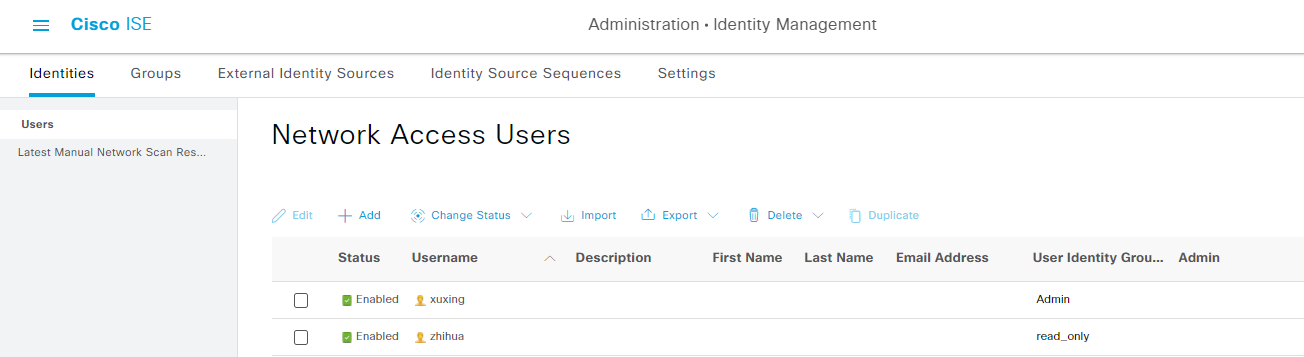 Cisco ISE
Administration • Identity Management
Identities Groups External Identity Sources Identity Source Sequences Settings
Users
Latest Manual Network Scan Res...
Network Access Users
Edit Add Change Status Import Export Delete Duplicate
Status Username Description First Name Last Name Email Address User Identity Grou... Admin
Enabled xuxing Admin
Enabled zhihua read_only